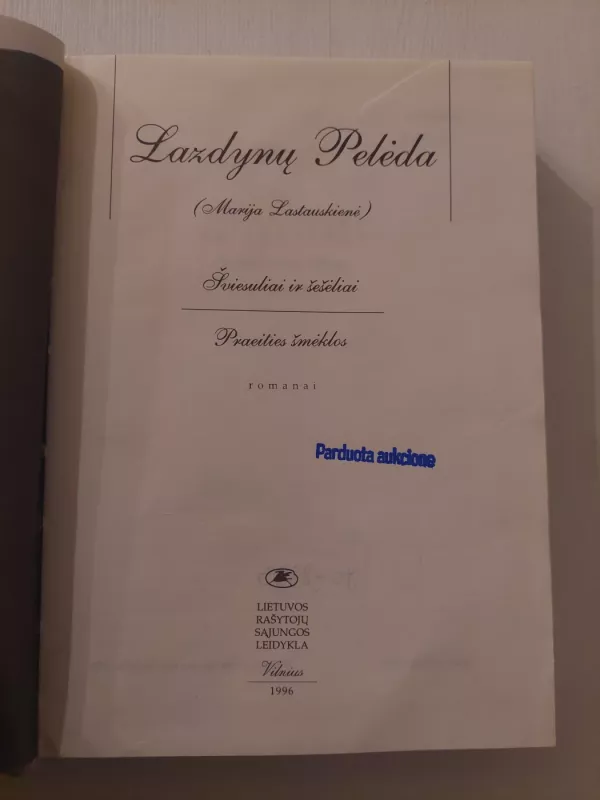 Lazdynų Pelėda
(Marija Lastauskienė)
Šviesuliai ir šešėliai
Praeities šmėklos
romanai
Parduota aukcione
LIETUVOS
RAŠYTOJŲ
SĄJUNGOS
LEIDYKLA
Vilnius
1996